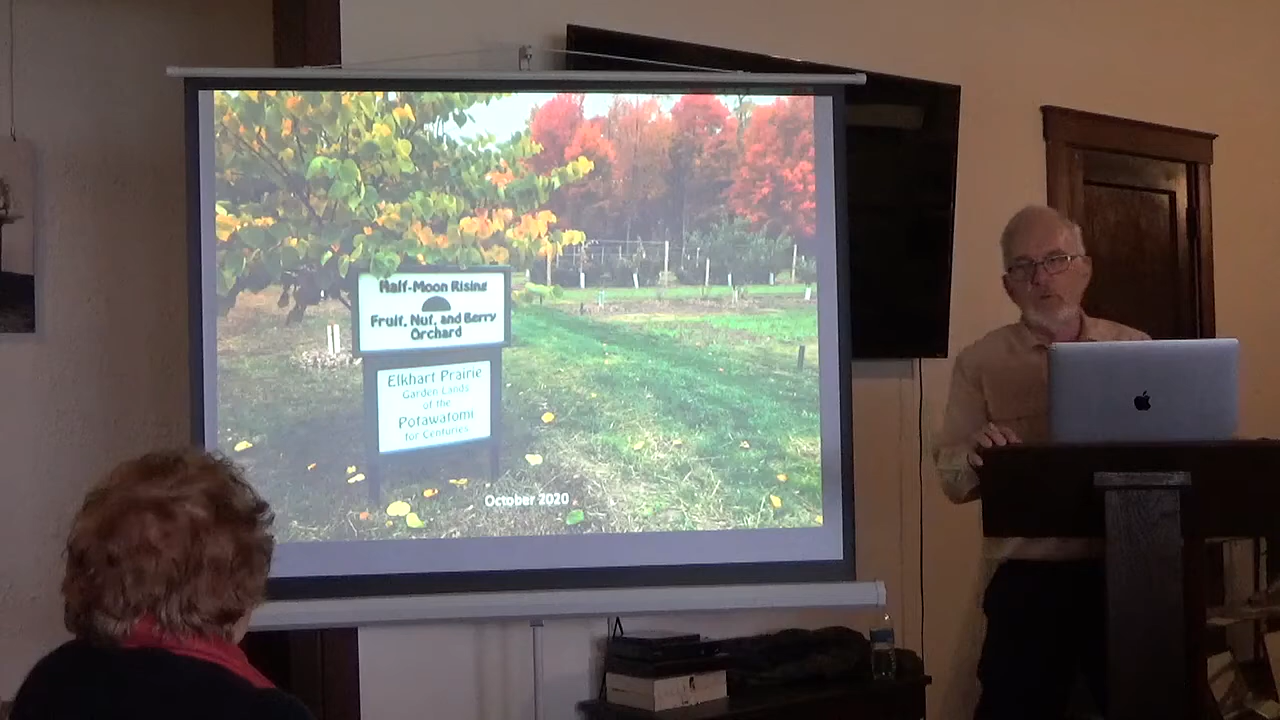 Half-Moon Rising
Fruit, Nut, and Berry
Orchard
Elkhart Prairie
Garden Lands
of the
Potawatomi
for Centuries
October 2020